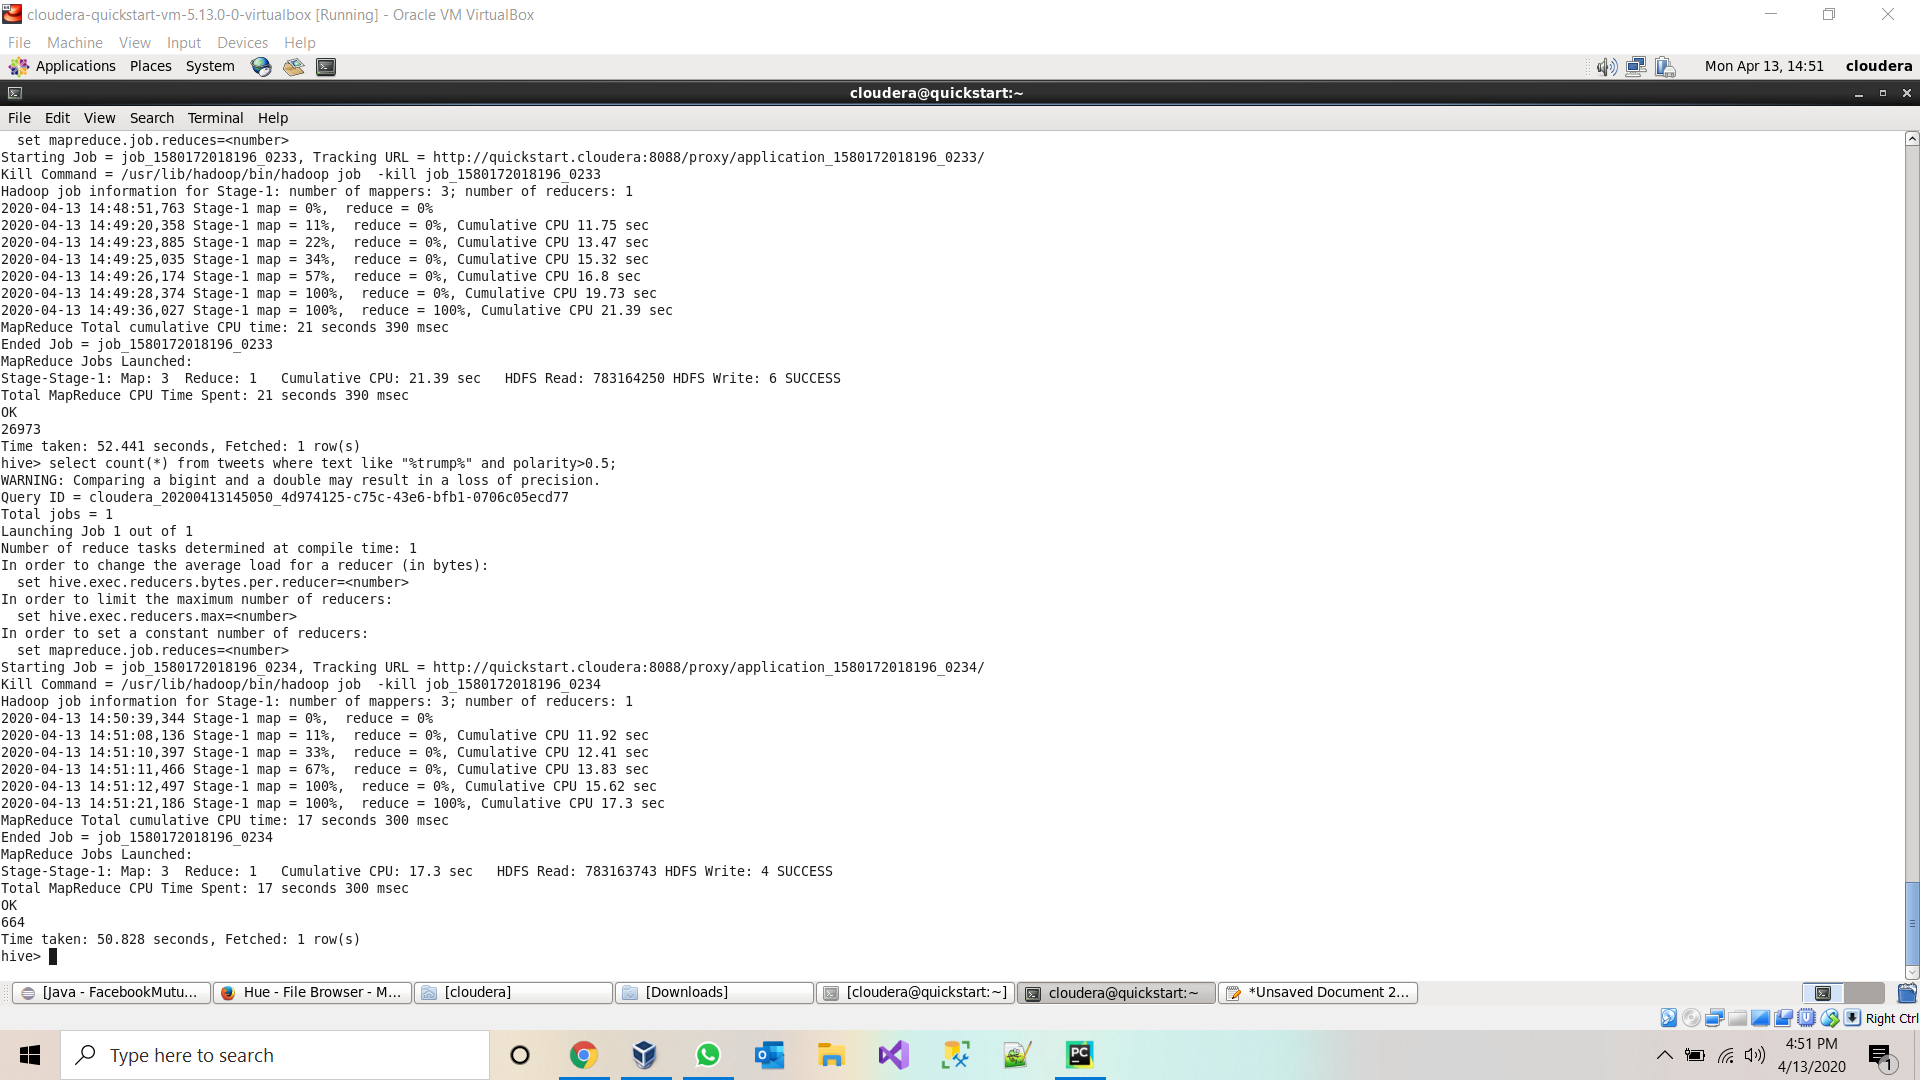 cloudera-quickstart-vm-5.13.0-0-virtualbox [Running] - Oracle VM VirtualBox
File Machine View Input Devices Help
Applications Places System Mon Apr 13, 14:51 cloudera
cloudera@quickstart:~
File Edit View Search Terminal Help
  set mapreduce.job.reduces=<number>
Starting Job = job_1580172018196_0233, Tracking URL = http://quickstart.cloudera:8088/proxy/application_1580172018196_0233/
Kill Command = /usr/lib/hadoop/bin/hadoop job  -kill job_1580172018196_0233
Hadoop job information for Stage-1: number of mappers: 3; number of reducers: 1
2020-04-13 14:48:51,763 Stage-1 map = 0%,  reduce = 0%
2020-04-13 14:49:20,358 Stage-1 map = 11%,  reduce = 0%, Cumulative CPU 11.75 sec
2020-04-13 14:49:23,885 Stage-1 map = 22%,  reduce = 0%, Cumulative CPU 13.47 sec
2020-04-13 14:49:25,035 Stage-1 map = 34%,  reduce = 0%, Cumulative CPU 15.32 sec
2020-04-13 14:49:26,174 Stage-1 map = 57%,  reduce = 0%, Cumulative CPU 16.8 sec
2020-04-13 14:49:28,374 Stage-1 map = 100%,  reduce = 0%, Cumulative CPU 19.73 sec
2020-04-13 14:49:36,027 Stage-1 map = 100%,  reduce = 100%, Cumulative CPU 21.39 sec
MapReduce Total cumulative CPU time: 21 seconds 390 msec
Ended Job = job_1580172018196_0233
MapReduce Jobs Launched:
Stage-Stage-1: Map: 3  Reduce: 1   Cumulative CPU: 21.39 sec   HDFS Read: 783164250 HDFS Write: 6 SUCCESS
Total MapReduce CPU Time Spent: 21 seconds 390 msec
OK
26973
Time taken: 52.441 seconds, Fetched: 1 row(s)
hive> select count(*) from tweets where text like "%trump%" and polarity>0.5;
WARNING: Comparing a bigint and a double may result in a loss of precision.
Query ID = cloudera_20200413145050_4d974125-c75c-43e6-bfb1-0706c05ecd77
Total jobs = 1
Launching Job 1 out of 1
Number of reduce tasks determined at compile time: 1
In order to change the average load for a reducer (in bytes):
  set hive.exec.reducers.bytes.per.reducer=<number>
In order to limit the maximum number of reducers:
  set hive.exec.reducers.max=<number>
In order to set a constant number of reducers:
  set mapreduce.job.reduces=<number>
Starting Job = job_1580172018196_0234, Tracking URL = http://quickstart.cloudera:8088/proxy/application_1580172018196_0234/
Kill Command = /usr/lib/hadoop/bin/hadoop job  -kill job_1580172018196_0234
Hadoop job information for Stage-1: number of mappers: 3; number of reducers: 1
2020-04-13 14:50:39,344 Stage-1 map = 0%,  reduce = 0%
2020-04-13 14:51:08,136 Stage-1 map = 11%,  reduce = 0%, Cumulative CPU 11.92 sec
2020-04-13 14:51:10,397 Stage-1 map = 33%,  reduce = 0%, Cumulative CPU 12.41 sec
2020-04-13 14:51:11,466 Stage-1 map = 67%,  reduce = 0%, Cumulative CPU 13.83 sec
2020-04-13 14:51:12,497 Stage-1 map = 100%,  reduce = 0%, Cumulative CPU 15.62 sec
2020-04-13 14:51:21,186 Stage-1 map = 100%,  reduce = 100%, Cumulative CPU 17.3 sec
MapReduce Total cumulative CPU time: 17 seconds 300 msec
Ended Job = job_1580172018196_0234
MapReduce Jobs Launched:
Stage-Stage-1: Map: 3  Reduce: 1   Cumulative CPU: 17.3 sec   HDFS Read: 783163743 HDFS Write: 4 SUCCESS
Total MapReduce CPU Time Spent: 17 seconds 300 msec
OK
664
Time taken: 50.828 seconds, Fetched: 1 row(s)
hive>
[Java - FacebookMutu... Hue - File Browser - M... [cloudera] [Downloads] [cloudera@quickstart:~] cloudera@quickstart:~ *Unsaved Document 2...
Right Ctrl
Type here to search
PC
4:51 PM
4/13/2020
1